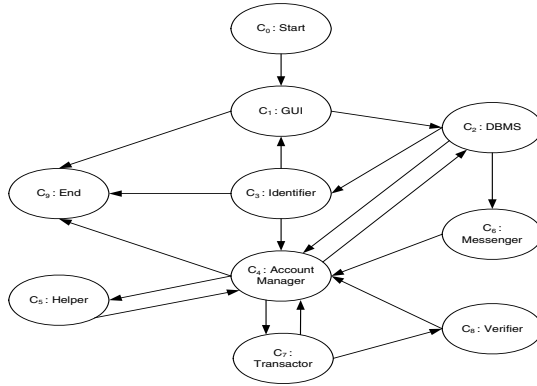 C₀ : Start
C₁ : GUI
C₂ : DBMS
C₉ : End
C₃ : Identifier
C₆ :
Messenger
C₄ : Account
Manager
C₅ : Helper
C₈ : Verifier
C₇ :
Transactor